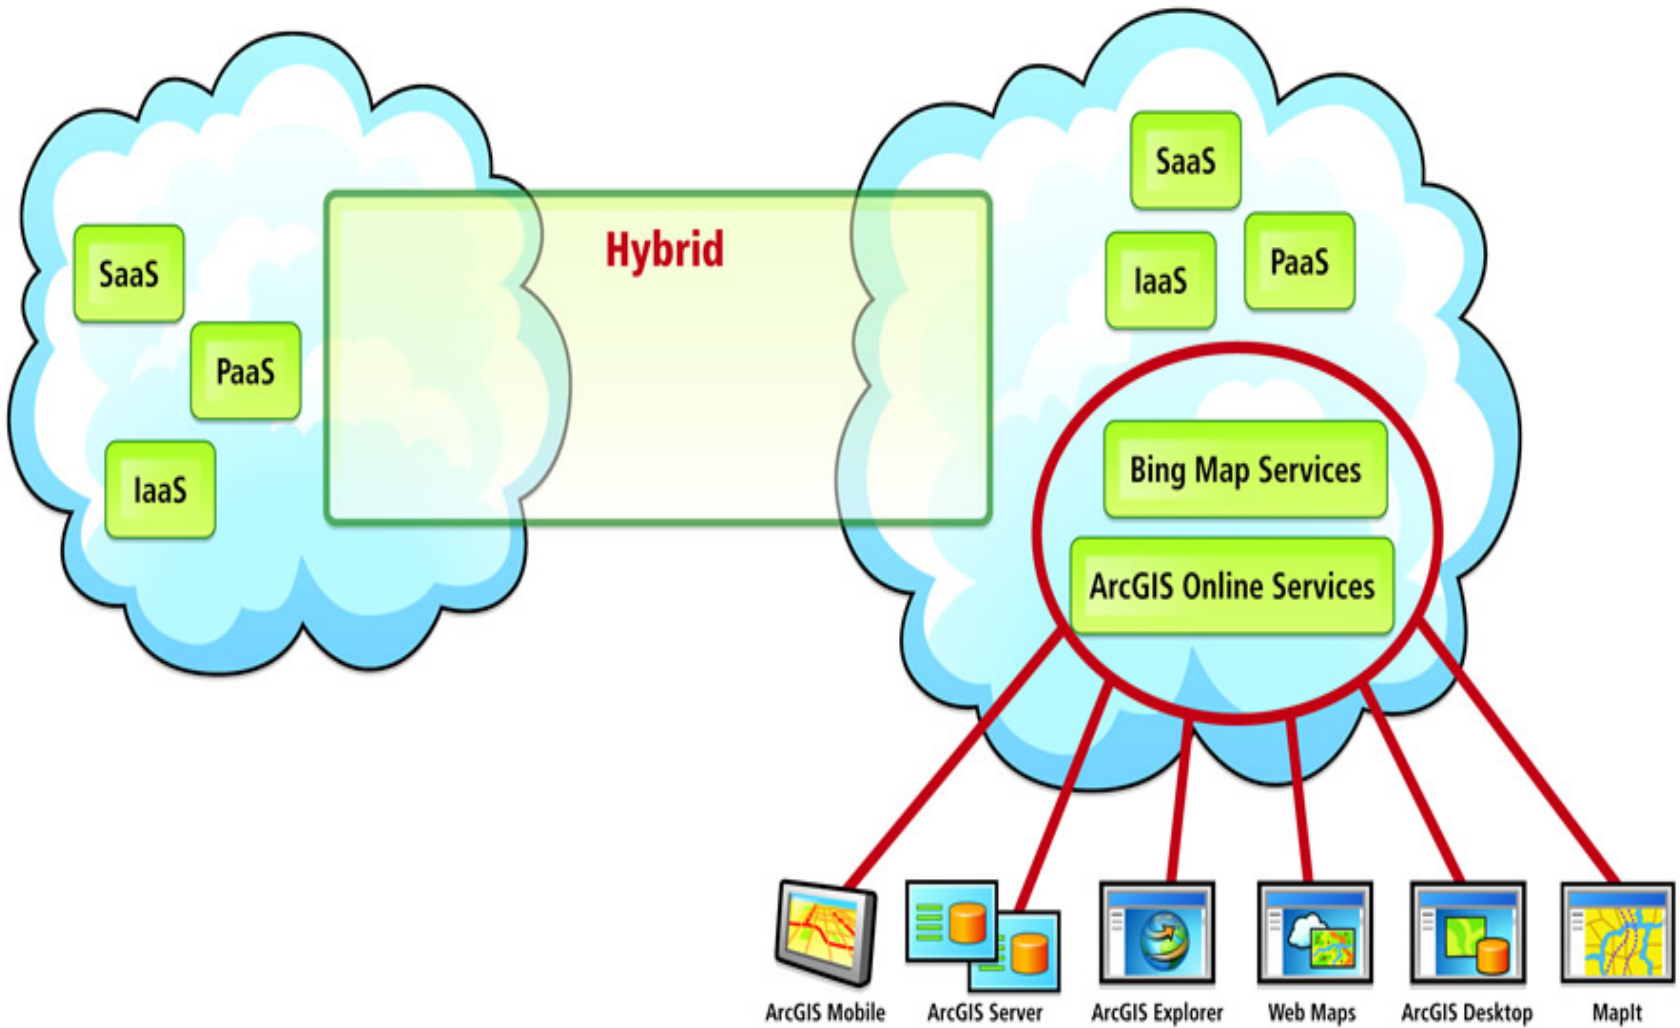 SaaS
PaaS
IaaS
Hybrid
SaaS
IaaS
PaaS
Bing Map Services
ArcGIS Online Services
ArcGIS Mobile
ArcGIS Server
ArcGIS Explorer
Web Maps
ArcGIS Desktop
MapIt